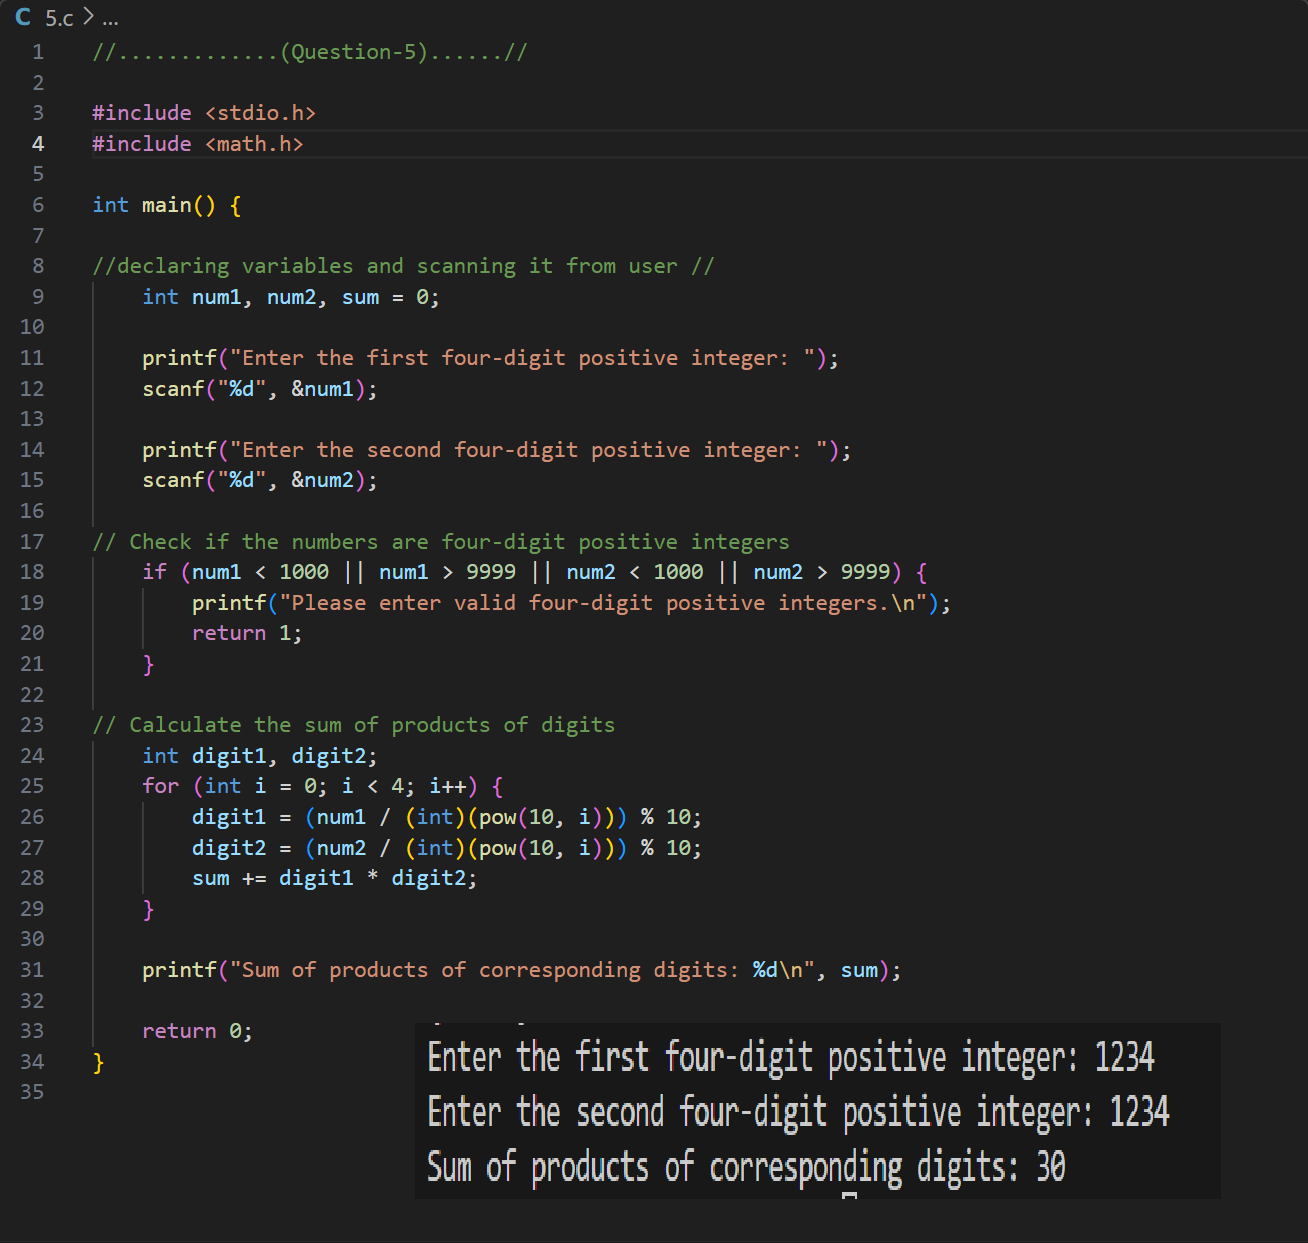 C 5.c > ...
1 //.............(Question-5)......//
2
3 #include <stdio.h>
4 #include <math.h>
5
6 int main() {
7
8 //declaring variables and scanning it from user //
9     int num1, num2, sum = 0;
10
11     printf("Enter the first four-digit positive integer: ");
12     scanf("%d", &num1);
13
14     printf("Enter the second four-digit positive integer: ");
15     scanf("%d", &num2);
16
17 // Check if the numbers are four-digit positive integers
18     if (num1 < 1000 || num1 > 9999 || num2 < 1000 || num2 > 9999) {
19         printf("Please enter valid four-digit positive integers.\n");
20         return 1;
21     }
22
23 // Calculate the sum of products of digits
24     int digit1, digit2;
25     for (int i = 0; i < 4; i++) {
26         digit1 = (num1 / (int)(pow(10, i))) % 10;
27         digit2 = (num2 / (int)(pow(10, i))) % 10;
28         sum += digit1 * digit2;
29     }
30
31     printf("Sum of products of corresponding digits: %d\n", sum);
32
33     return 0;
34 }
35
Enter the first four-digit positive integer: 1234
Enter the second four-digit positive integer: 1234
Sum of products of corresponding digits: 30